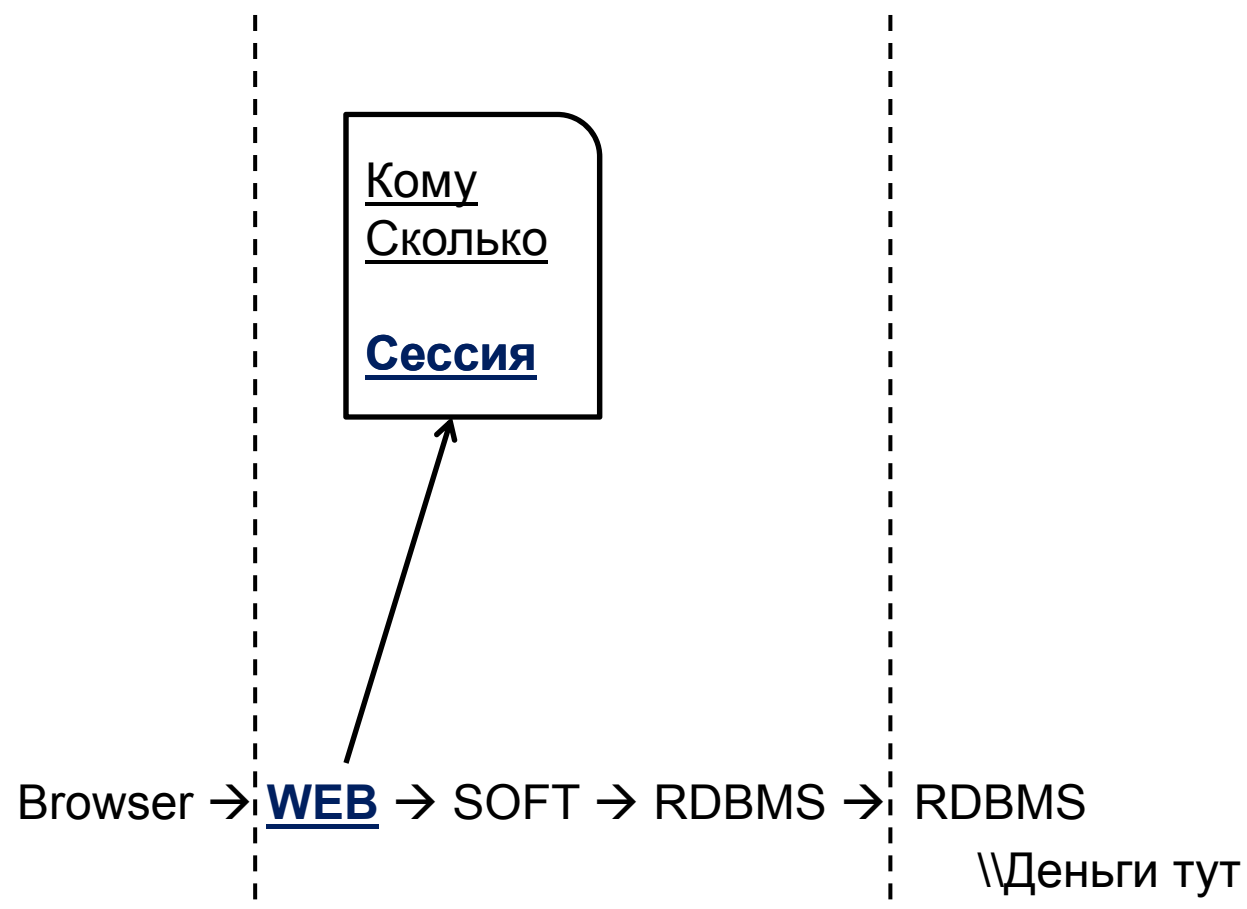 Кому
Сколько
Сессия
Browser → WEB → SOFT → RDBMS → RDBMS
\\Деньги тут